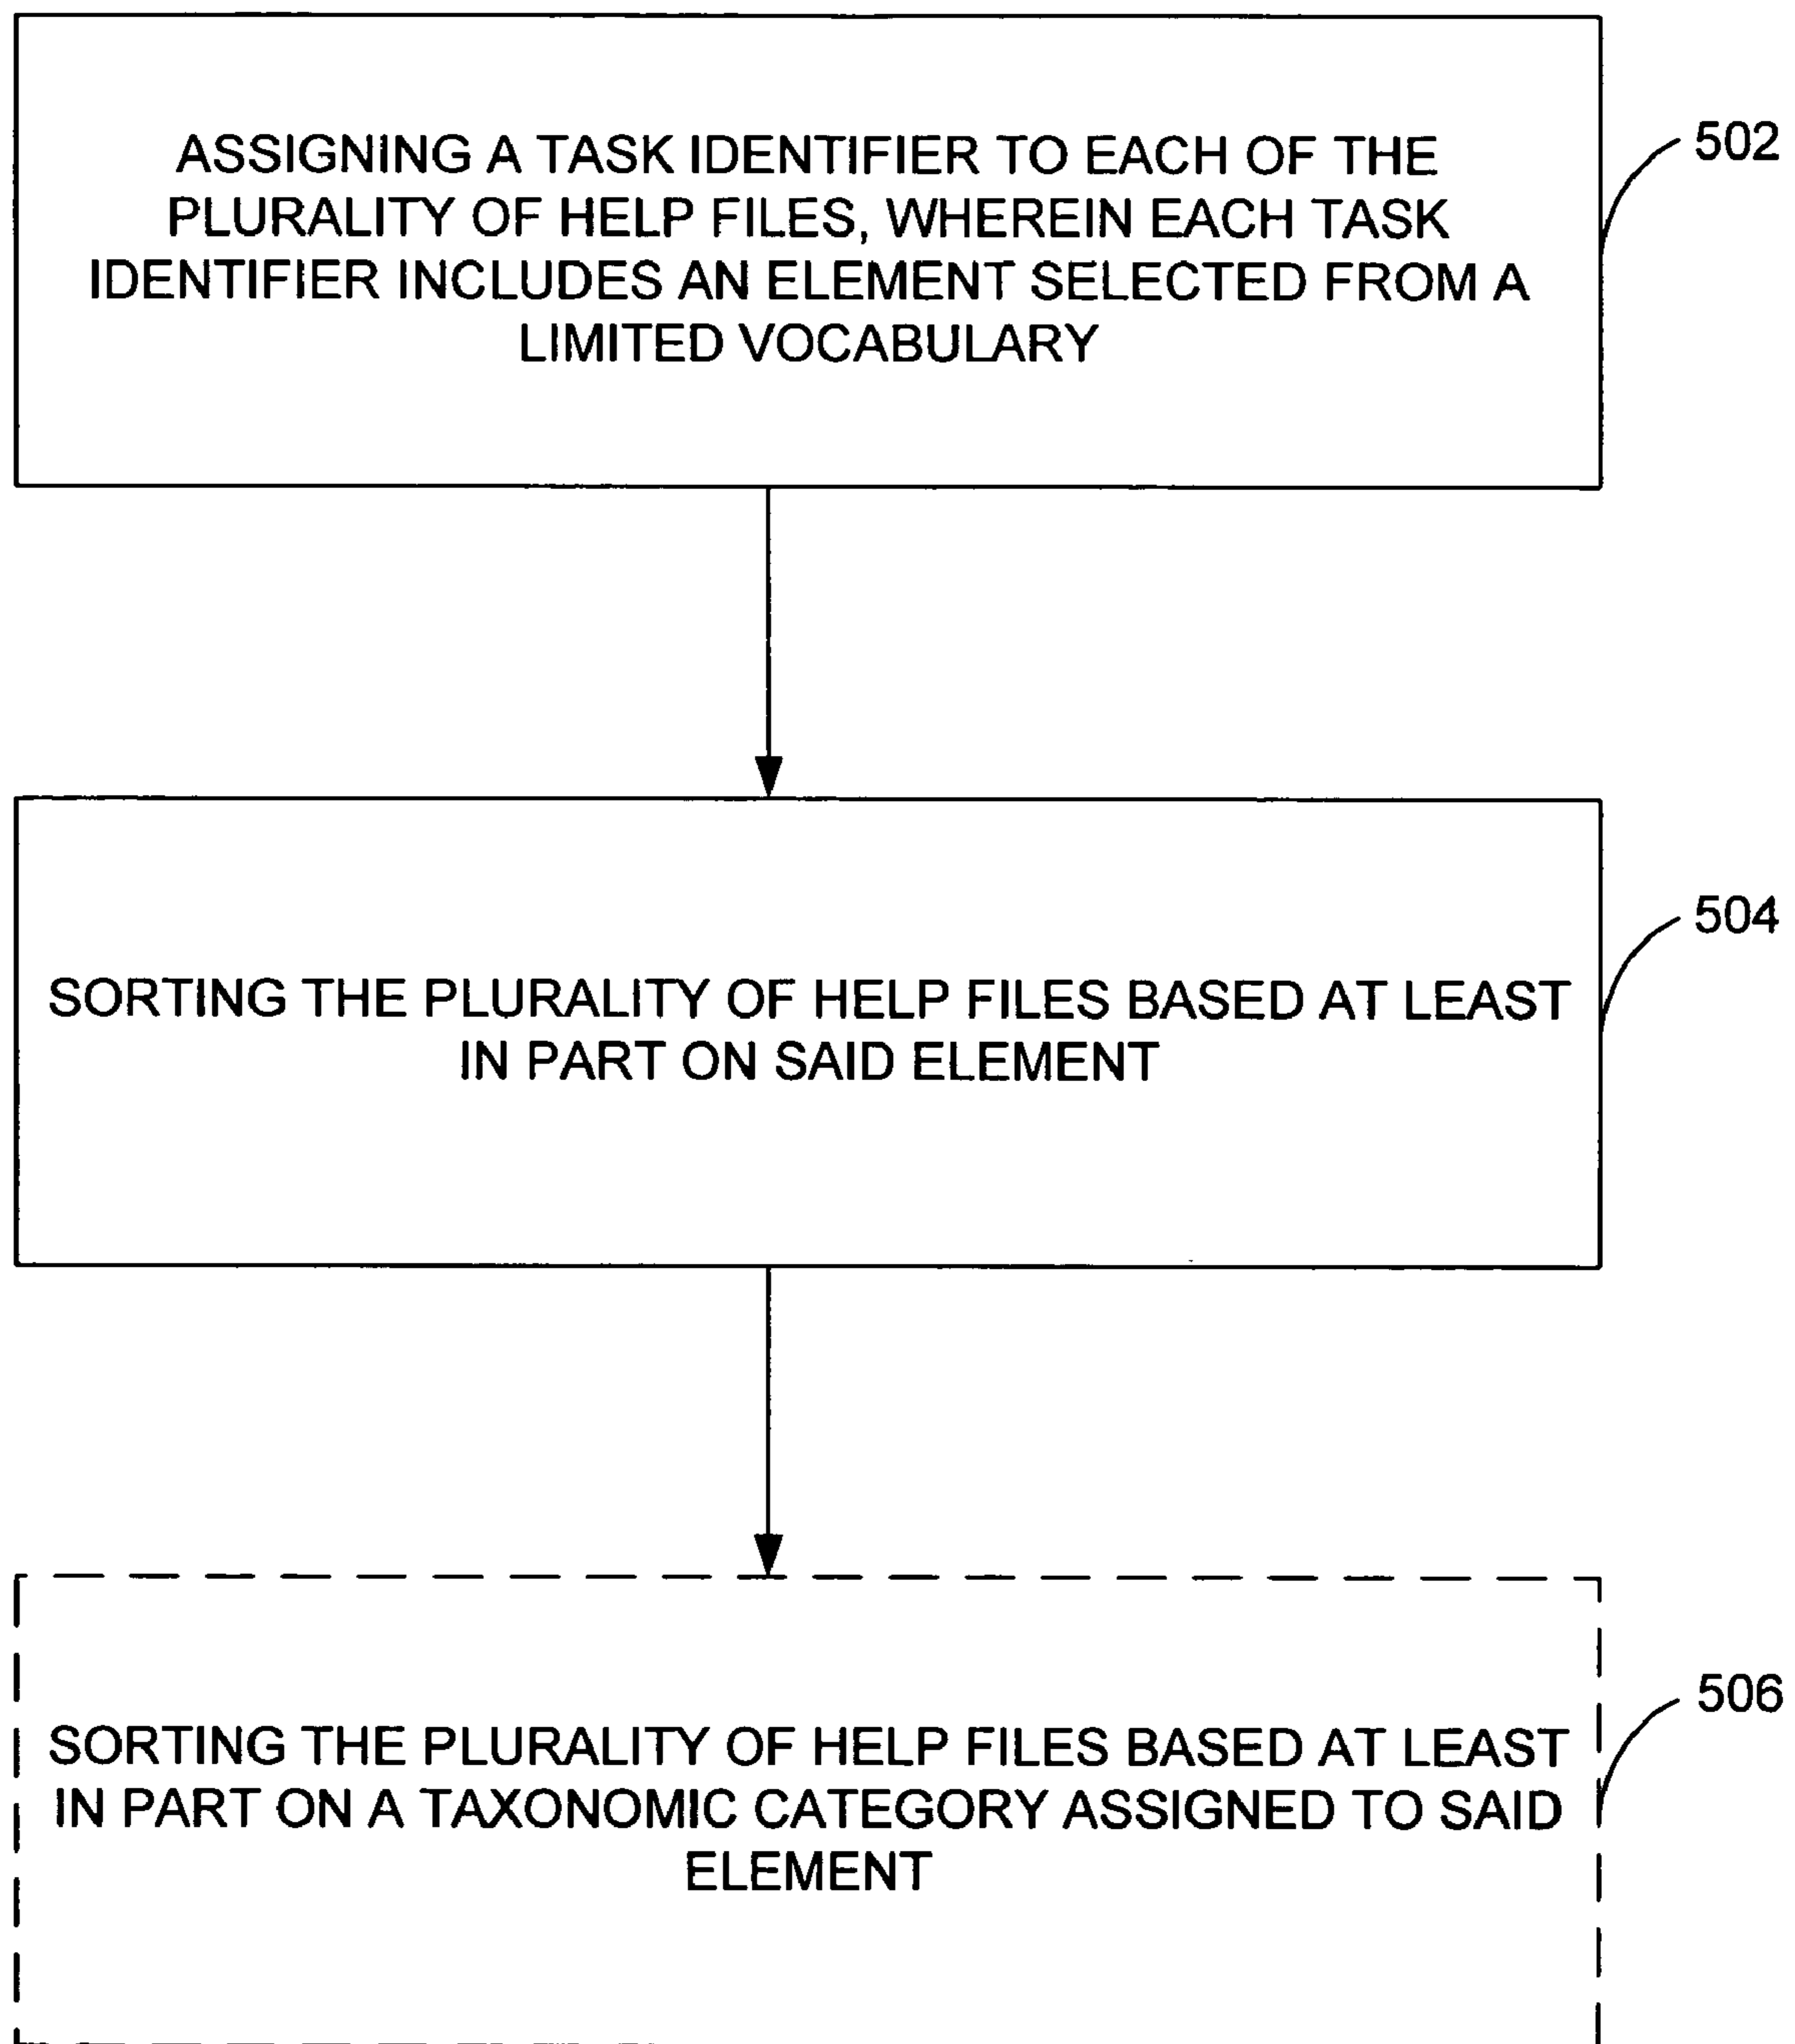 ASSIGNING A TASK IDENTIFIER TO EACH OF THE
PLURALITY OF HELP FILES, WHEREIN EACH TASK
IDENTIFIER INCLUDES AN ELEMENT SELECTED FROM A
LIMITED VOCABULARY
502
SORTING THE PLURALITY OF HELP FILES BASED AT LEAST
IN PART ON SAID ELEMENT
504
SORTING THE PLURALITY OF HELP FILES BASED AT LEAST
IN PART ON A TAXONOMIC CATEGORY ASSIGNED TO SAID
ELEMENT
506